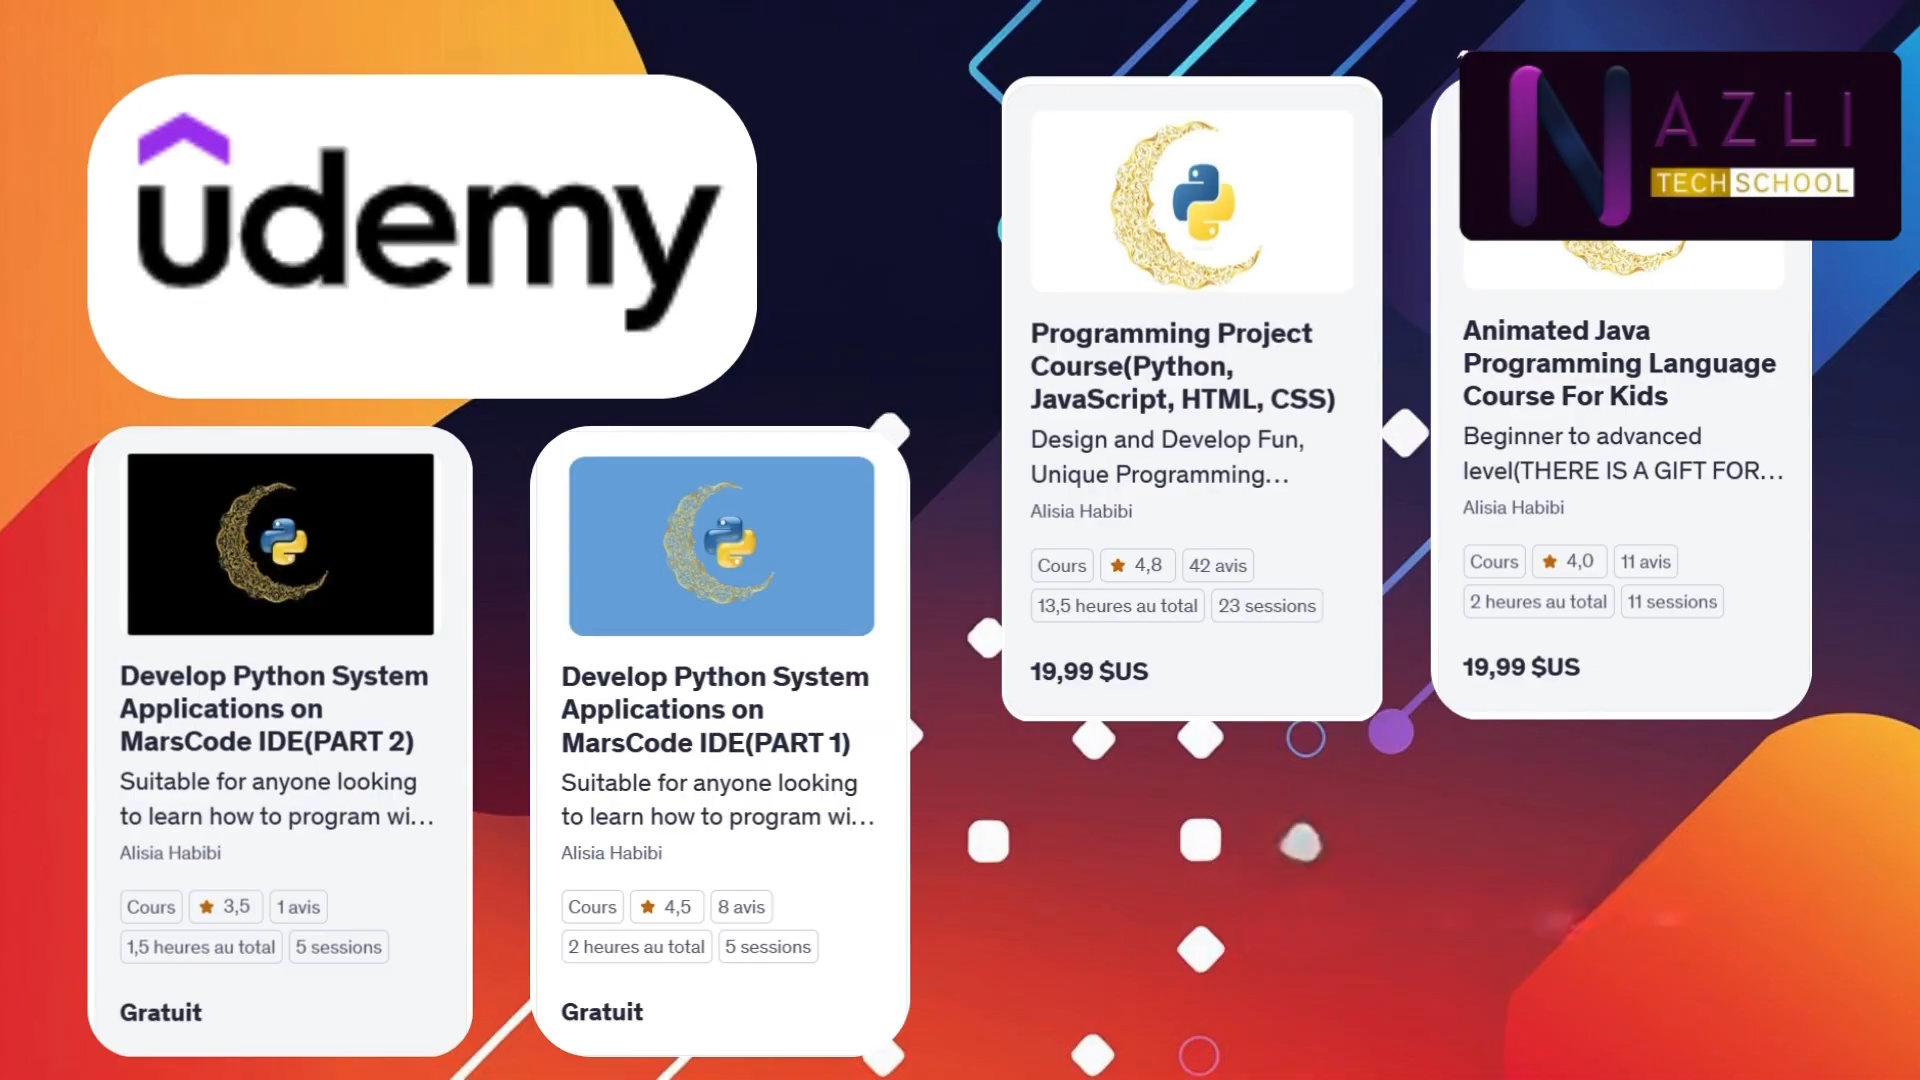 udemy
NAZLI
TECH SCHOOL
Programming Project
Course(Python,
JavaScript, HTML, CSS)
Design and Develop Fun,
Unique Programming...
Alisia Habibi
Cours ★ 4,8 42 avis
13,5 heures au total 23 sessions
19,99 $US
Animated Java
Programming Language
Course For Kids
Beginner to advanced
level(THERE IS A GIFT FOR...
Alisia Habibi
Cours ★ 4,0 11 avis
2 heures au total 11 sessions
19,99 $US
Develop Python System
Applications on
MarsCode IDE(PART 2)
Suitable for anyone looking
to learn how to program wi...
Alisia Habibi
Cours ★ 3,5 1 avis
1,5 heures au total 5 sessions
Gratuit
Develop Python System
Applications on
MarsCode IDE(PART 1)
Suitable for anyone looking
to learn how to program wi...
Alisia Habibi
Cours ★ 4,5 8 avis
2 heures au total 5 sessions
Gratuit